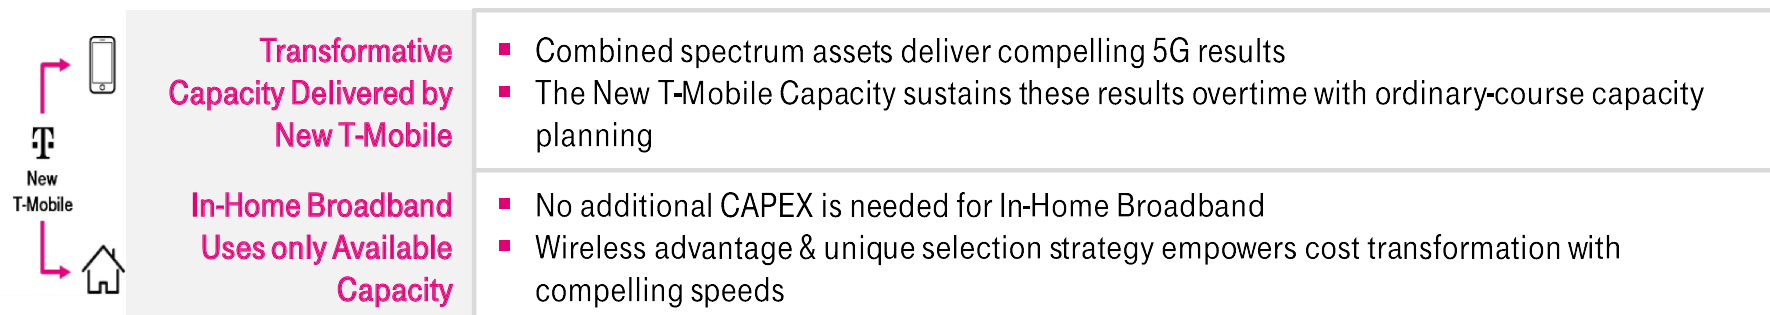 New
T-Mobile
Transformative
Capacity Delivered by
New T-Mobile
▪ Combined spectrum assets deliver compelling 5G results
▪ The New T-Mobile Capacity sustains these results overtime with ordinary-course capacity
planning
In-Home Broadband
Uses only Available
Capacity
▪ No additional CAPEX is needed for In-Home Broadband
▪ Wireless advantage & unique selection strategy empowers cost transformation with
compelling speeds